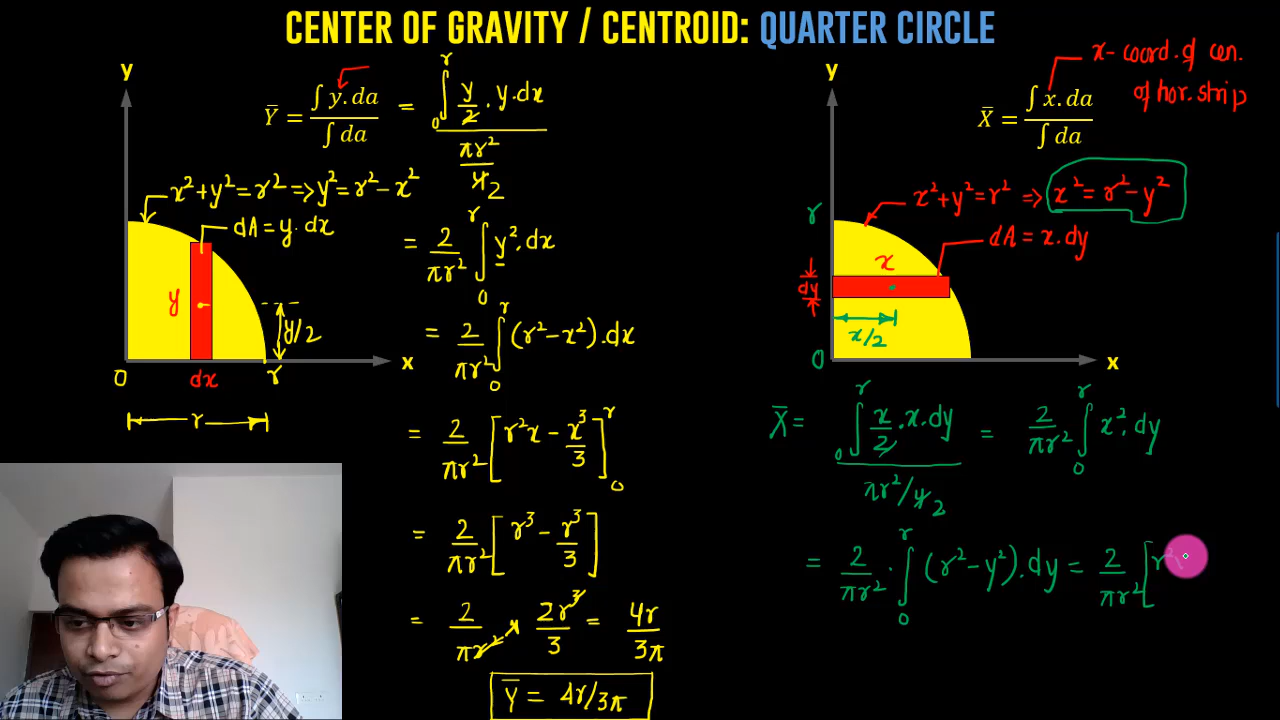 CENTER OF GRAVITY / CENTROID: QUARTER CIRCLE
Y
Ȳ = ∫ y. da / ∫ da = ∫₀ʳ y/2 . y. dx / (πr²/4 2)
x² + y² = r² ⇒ y² = r² − x²
dA = y. dx
= 2/πr² ∫₀ʳ y². dx
y
y/2
= 2/πr² ∫₀ʳ (r² − x²). dx
0
dx
r
x
r
= 2/πr² [r²x − x³/3]₀ʳ
= 2/πr² [r³ − r³/3]
= 2/πr² × 2r³/3 = 4r/3π
Ȳ = 4r/3π
Y
x- coord. of cen.
of hor. strip
X̄ = ∫ x. da / ∫ da
x² + y² = r² ⇒ x² = r² − y²
r
dA = x. dy
x
dy
x/2
0
x
X̄ = ∫₀ʳ x/2 . x. dy / (πr²/4 2) = 2/πr² ∫₀ʳ x². dy
= 2/πr² . ∫₀ʳ (r² − y²). dy = 2/πr² [r²